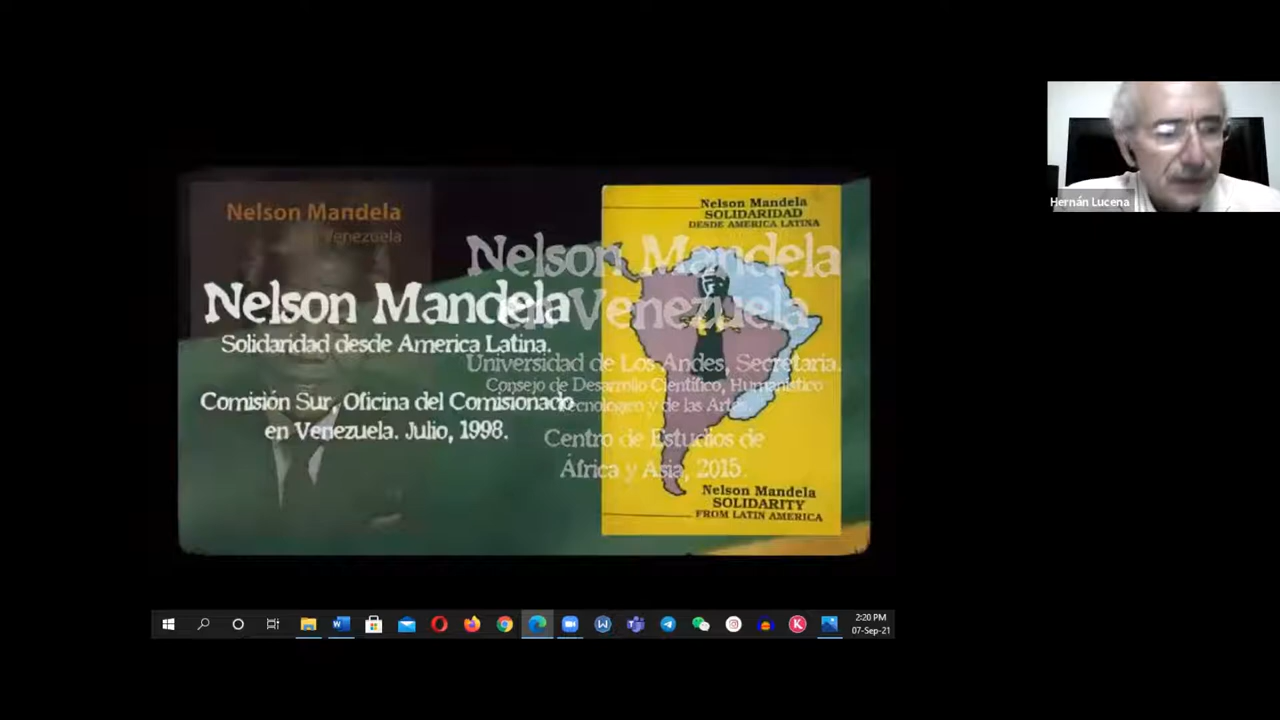 Nelson Mandela
en Venezuela
Nelson Mandela
Solidaridad desde America Latina.
Comisión Sur, Oficina del Comisionado
en Venezuela. Julio, 1998.
Nelson Mandela
en Venezuela
Universidad de Los Andes, Secretaria.
Consejo de Desarrollo Científico, Humanístico
Tecnológico y de las Artes
Centro de Estudios de
África y Asia, 2015.
Nelson Mandela
SOLIDARIDAD
DESDE AMERICA LATINA
Nelson Mandela
SOLIDARITY
FROM LATIN AMERICA
Hernán Lucena
2:20 PM
07-Sep-21